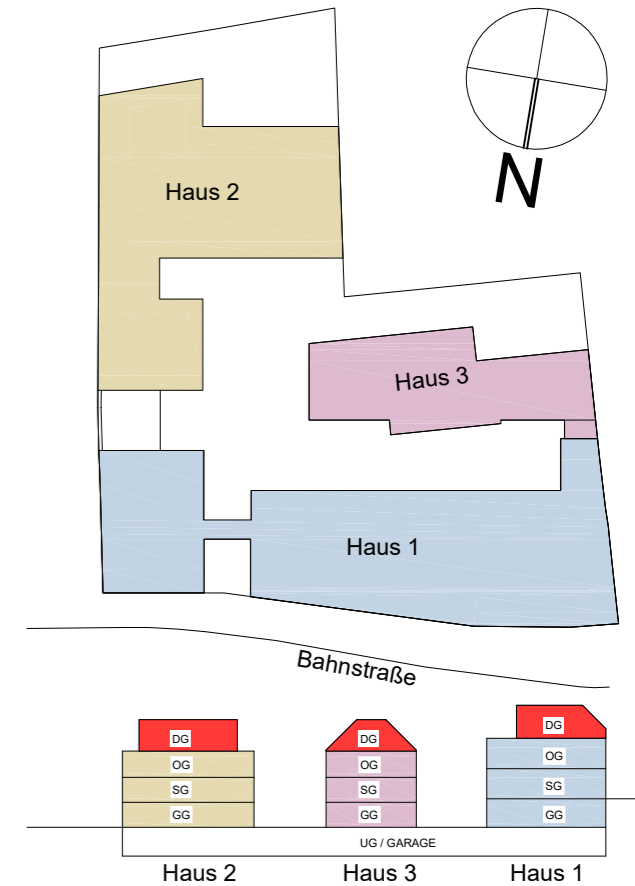 N
Haus 2
Haus 3
Haus 1
Bahnstraße
DG DG DG
OG OG OG
SG SG SG
GG GG GG
UG / GARAGE
Haus 2 Haus 3 Haus 1